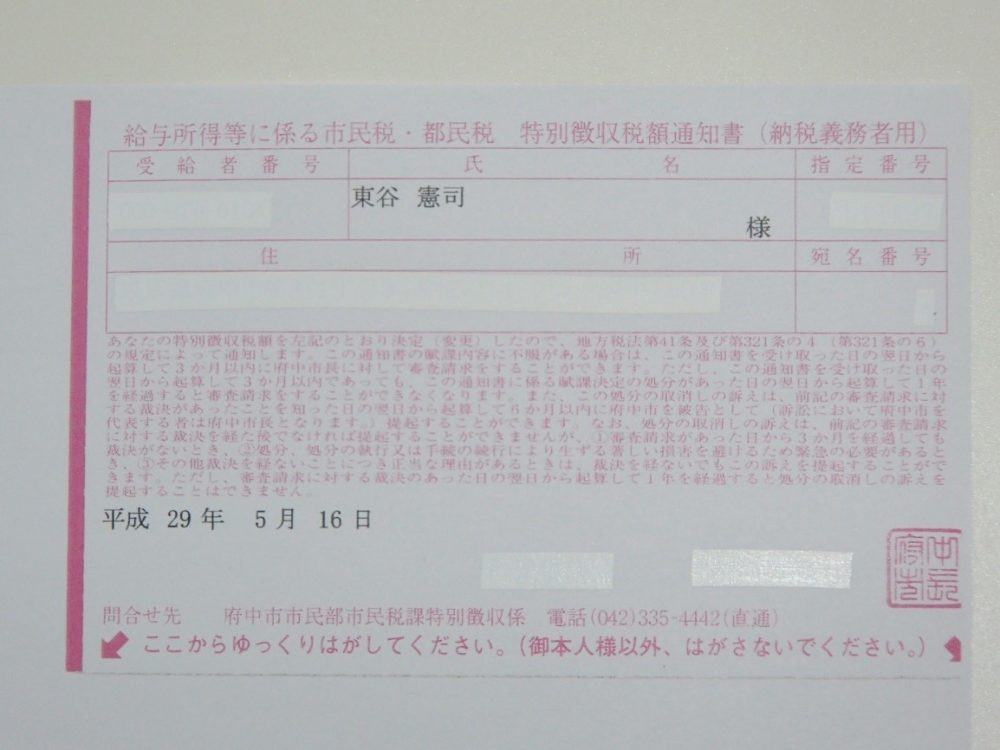 給与所得等に係る市民税・都民税 特別徴収税額通知書（納税義務者用）
受給者番号 氏名 指定番号
東谷 憲司
様
住所 宛名番号
あなたの特別徴収税額を左記のとおり決定（変更）したので、地方税法第41条及び第321条の4（第321条の6）
の規定によって通知します。この通知書の賦課内容に不服がある場合は、この通知書を受け取った日の翌日から
起算して3か月以内に府中市長に対して審査請求をすることができます。ただし、この通知書を受け取った日の
翌日から起算して3か月以内であっても、この通知書に係る賦課決定の処分があった日の翌日から起算して1年
を経過すると審査請求をすることができなくなります。また、この処分の取消しの訴えは、前記の審査請求に対
する裁決があったことを知った日の翌日から起算して6か月以内に府中市を被告として（訴訟において府中市を
代表する者は府中市長となります。）提起することができます。なお、処分の取消しの訴えは、前記の審査請求
に対する裁決を経た後でなければ提起することができませんが、①審査請求があった日から3か月を経過しても
裁決がないとき、②処分、処分の執行又は手続の続行により生ずる著しい損害を避けるため緊急の必要があると
き、③その他裁決を経ないことにつき正当な理由があるときは、裁決を経ないでもこの訴えを提起することがで
きます。ただし、審査請求に対する裁決のあった日の翌日から起算して1年を経過すると処分の取消しの訴えを
提起することはできません。
平成 29 年 5 月 16 日
問合せ先 府中市市民部市民税課特別徴収係 電話(042)335-4442(直通)
ここからゆっくりはがしてください。（御本人様以外、はがさないでください。）